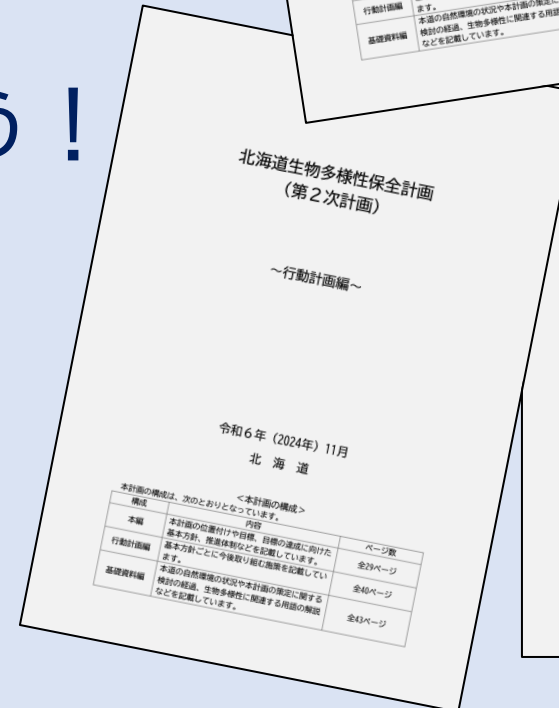 う！
行動計画編
ます。
基礎資料編
本道の自然環境の状況や本計画の策定に
検討の経過、生物多様性に関連する用語
などを記載しています。
北海道生物多様性保全計画
（第２次計画）
～行動計画編～
令和６年（2024年）11月
北　海　道
＜本計画の構成＞
本計画の構成は、次のとおりとなっています。
構成
内容
ページ数
本編
本計画の位置付けや目標、目標の達成に向けた
基本方針、推進体制などを記載しています。
全29ページ
行動計画編
基本方針ごとに今後取り組む施策を記載してい
ます。
全40ページ
基礎資料編
本道の自然環境の状況や本計画の策定に関する
検討の経過、生物多様性に関連する用語の解説
などを記載しています。
全43ページ